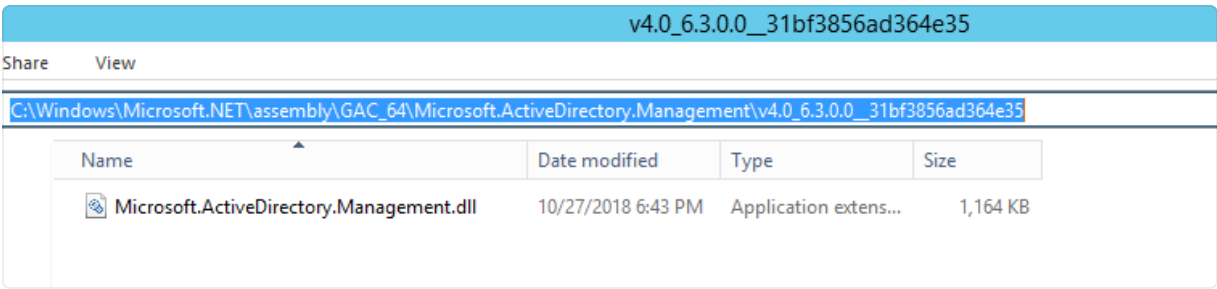 v4.0_6.3.0.0__31bf3856ad364e35
Share View
C:\Windows\Microsoft.NET\assembly\GAC_64\Microsoft.ActiveDirectory.Management\v4.0_6.3.0.0__31bf3856ad364e35
Name Date modified Type Size
Microsoft.ActiveDirectory.Management.dll 10/27/2018 6:43 PM Application extens... 1,164 KB